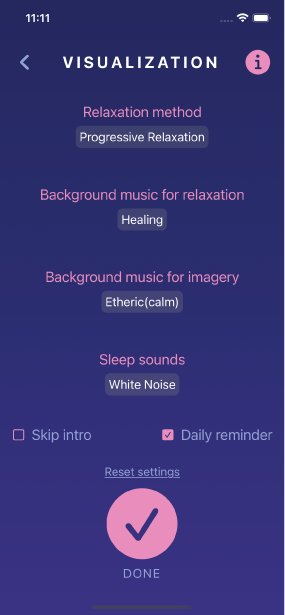 11:11
VISUALIZATION
Relaxation method
Progressive Relaxation
Background music for relaxation
Healing
Background music for imagery
Etheric(calm)
Sleep sounds
White Noise
Skip intro
Daily reminder
Reset settings
DONE